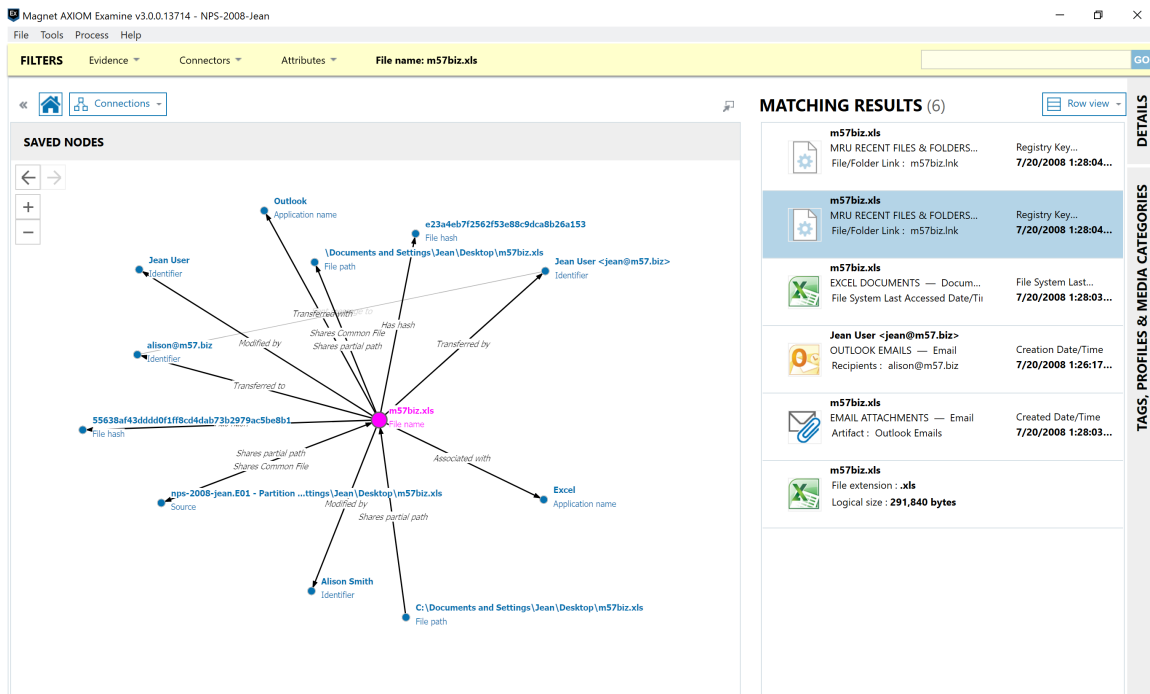 Magnet AXIOM Examine v3.0.0.13714 - NPS-2008-Jean
File Tools Process Help
FILTERS Evidence Connectors Attributes File name: m57biz.xls GO
Connections
SAVED NODES
Outlook
Application name
e23a4eb7f2562f53e88c9dca8b26a153
File hash
\Documents and Settings\Jean\Desktop\m57biz.xls
File path
Jean User <jean@m57.biz>
Identifier
Jean User
Identifier
Transferred with
Has hash
Shares Common File
Modified by
Shares partial path
Transferred by
alison@m57.biz
Identifier
Transferred to
m57biz.xls
File name
55638af43dddd0f1ff8cd4dab73b2979ac5be8b1
File hash
Shares partial path
Shares Common File
Associated with
nps-2008-jean.E01 - Partition ...ttings\Jean\Desktop\m57biz.xls
Source
Modified by
Shares partial path
Excel
Application name
Alison Smith
Identifier
C:\Documents and Settings\Jean\Desktop\m57biz.xls
File path
MATCHING RESULTS (6) Row view
m57biz.xls
MRU RECENT FILES & FOLDERS... Registry Key...
File/Folder Link : m57biz.lnk 7/20/2008 1:28:04...
m57biz.xls
MRU RECENT FILES & FOLDERS... Registry Key...
File/Folder Link : m57biz.lnk 7/20/2008 1:28:04...
m57biz.xls
EXCEL DOCUMENTS — Docum... File System Last...
File System Last Accessed Date/Ti 7/20/2008 1:28:03...
Jean User <jean@m57.biz>
OUTLOOK EMAILS — Email Creation Date/Time
Recipients : alison@m57.biz 7/20/2008 1:26:17...
m57biz.xls
EMAIL ATTACHMENTS — Email Created Date/Time
Artifact : Outlook Emails 7/20/2008 1:28:03...
m57biz.xls
File extension : .xls
Logical size : 291,840 bytes
DETAILS
TAGS, PROFILES & MEDIA CATEGORIES